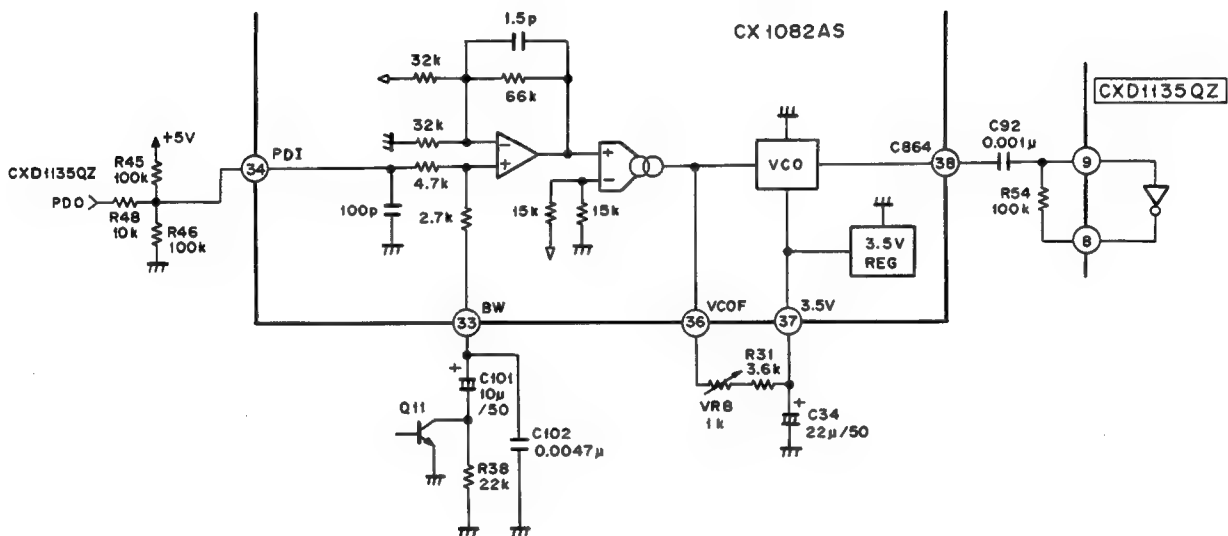 1.5p
CX1082AS
32k
66k
CXD1135QZ
+5V
R45
100k
34
PDI
32k
C864
38
C92
0.001μ
9
CXD1135QZ
PDO
R48
10k
R46
100k
4.7k
100p
2.7k
15k
15k
VCO
R54
100k
3.5V
REG
8
BW
VCOF
3.5V
33
36
37
C101
10μ
/50
Q11
R38
22k
C102
0.0047μ
R31
3.6k
VR8
1k
C34
22μ/50